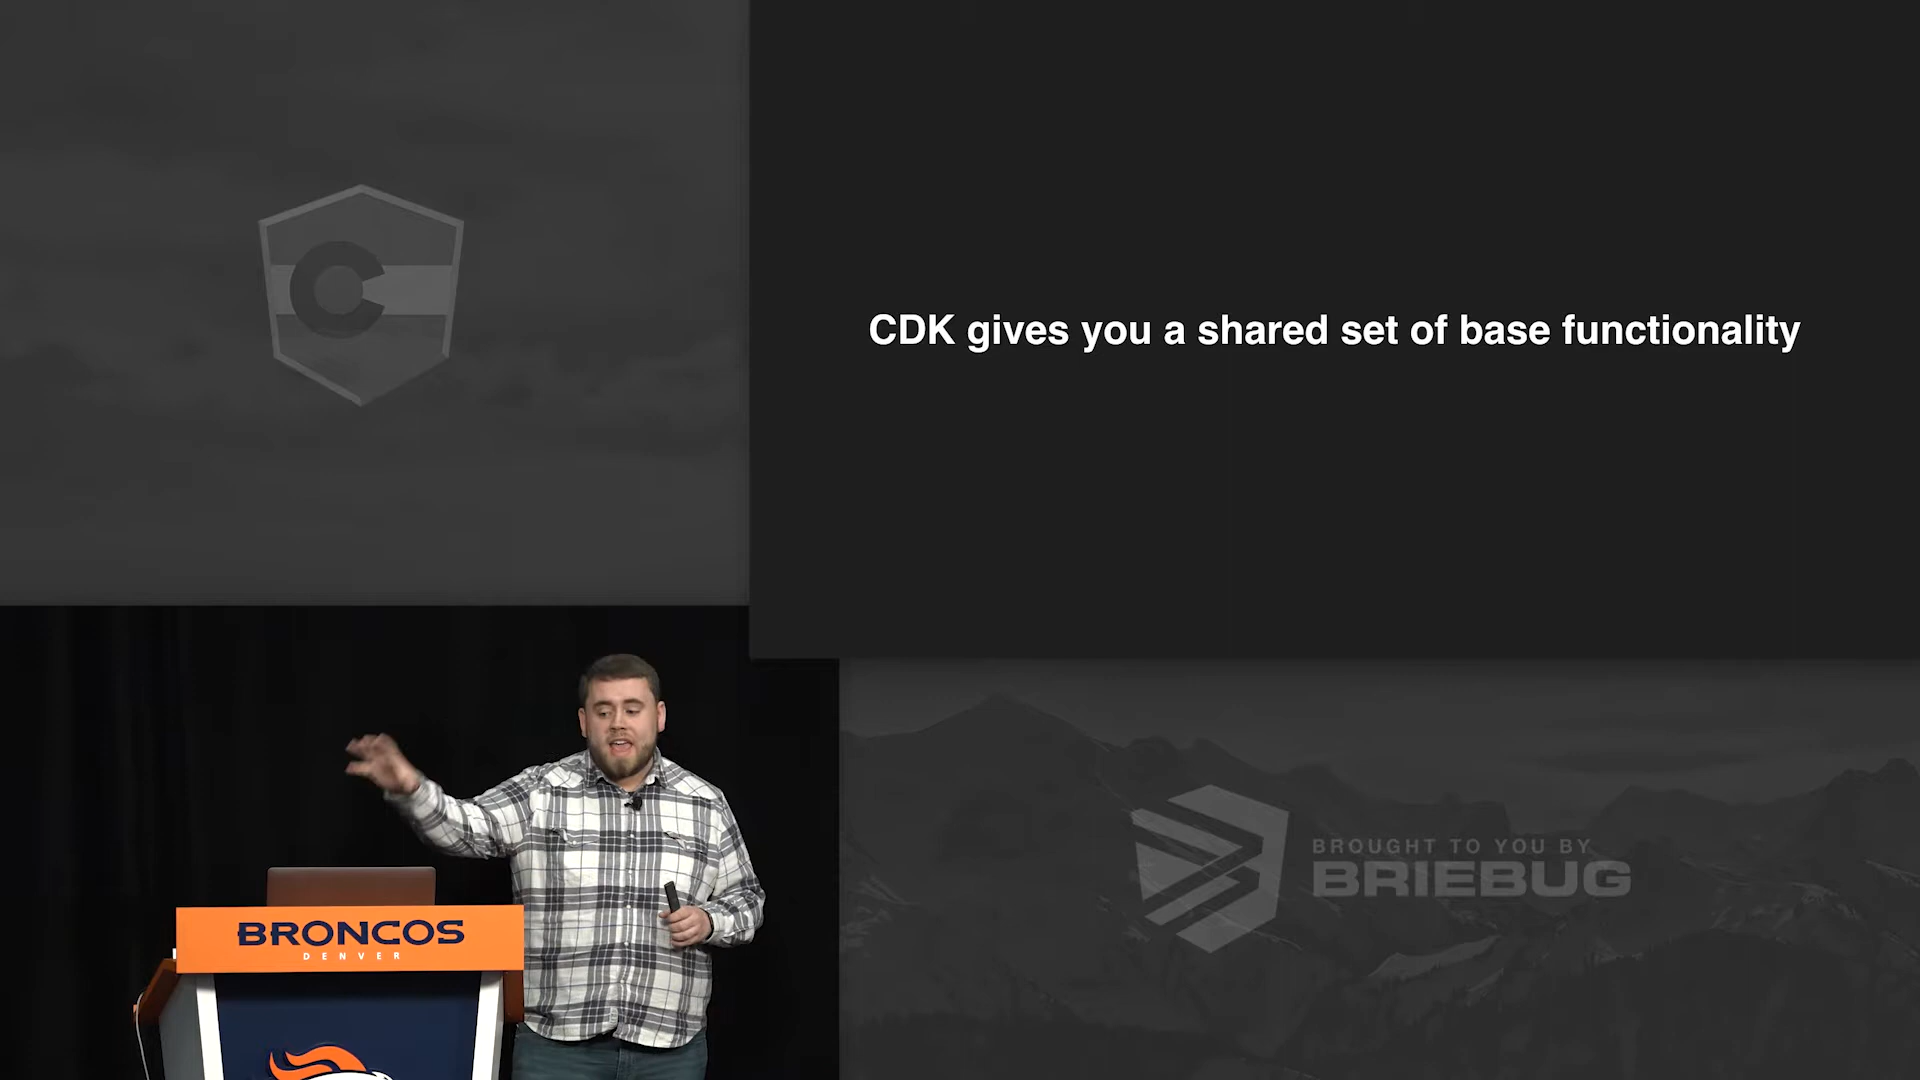 CDK gives you a shared set of base functionality
BROUGHT TO YOU BY
BRIEBUG
BRONCOS
DENVER